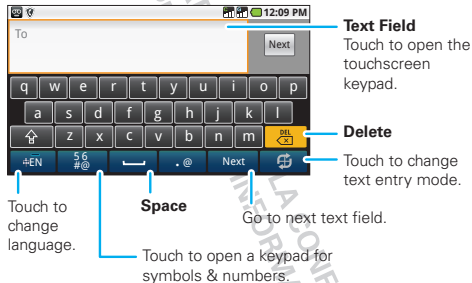 12:09 PM
To
Next
Text Field
Touch to open the
touchscreen
keypad.
q w e r t y u i o p
a s d f g h j k l
z x c v b n m DEL
Delete
EN 5 6 #@ . @ Next
Touch to change
text entry mode.
Touch to
change
language.
Space
Go to next text field.
Touch to open a keypad for
symbols & numbers.